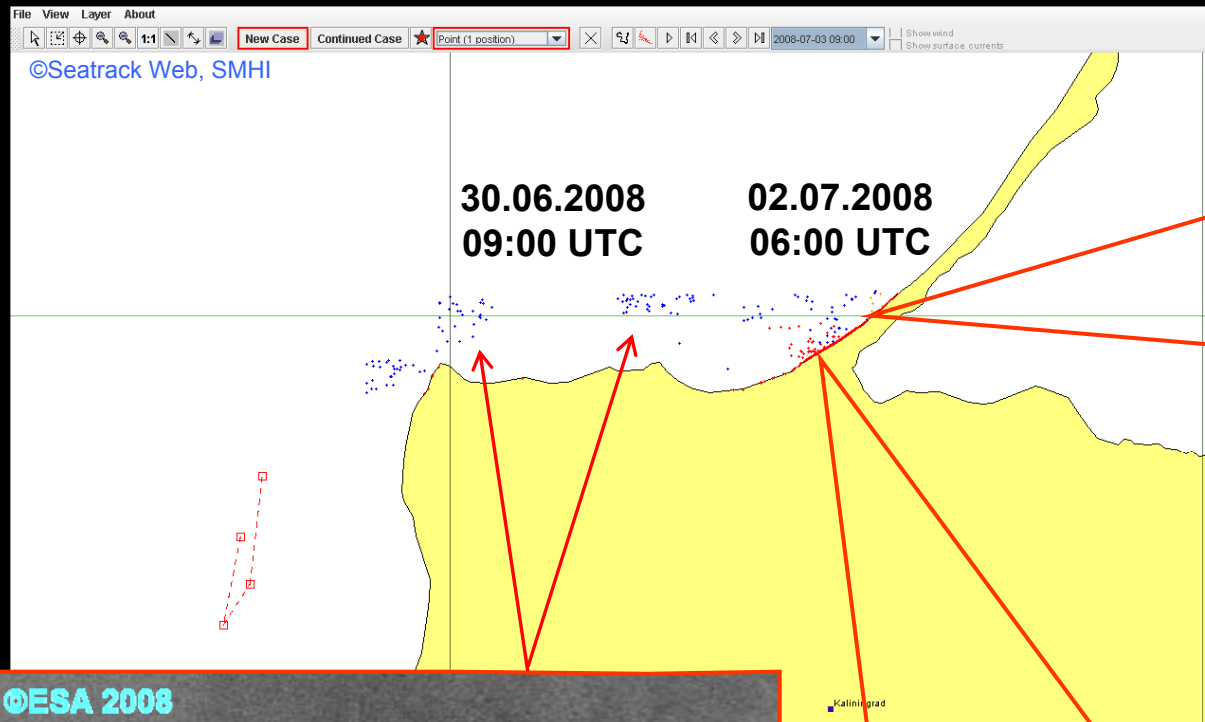 File View Layer About
1:1 New Case Continued Case Point (1 position) 2008-07-03 09:00 Show wind
Show surface currents
©Seatrack Web, SMHI
30.06.2008
09:00 UTC
02.07.2008
06:00 UTC
Kaliningrad
©ESA 2008